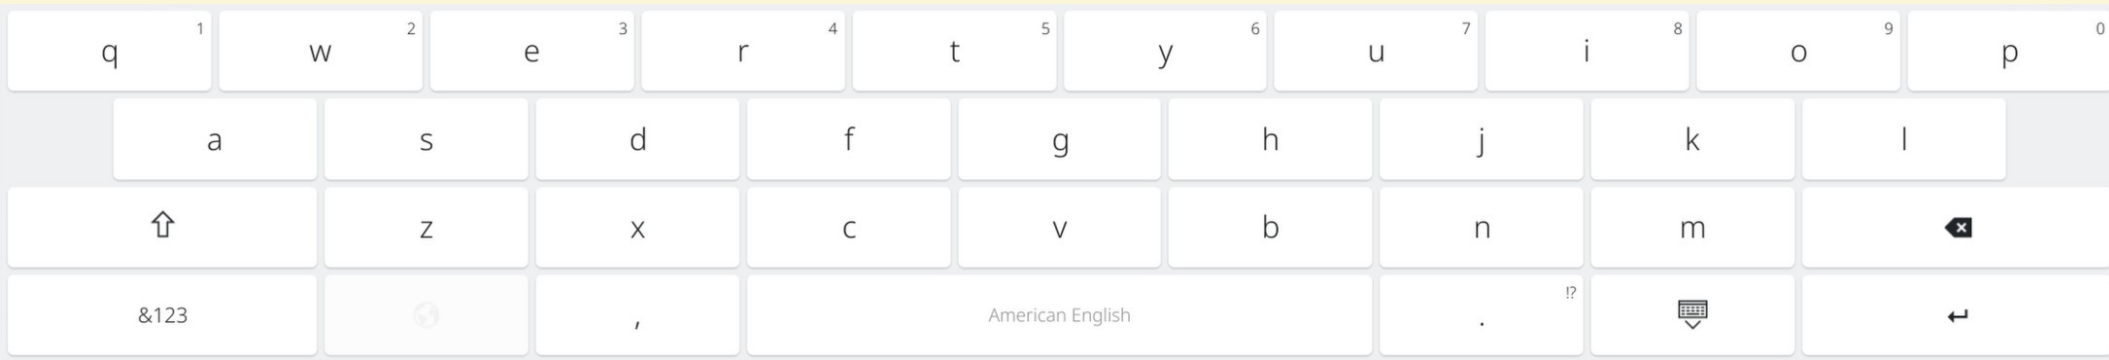 q 1 w 2 e 3 r 4 t 5 y 6 u 7 i 8 o 9 p 0
a s d f g h j k l
z x c v b n m
&123 , American English . !?